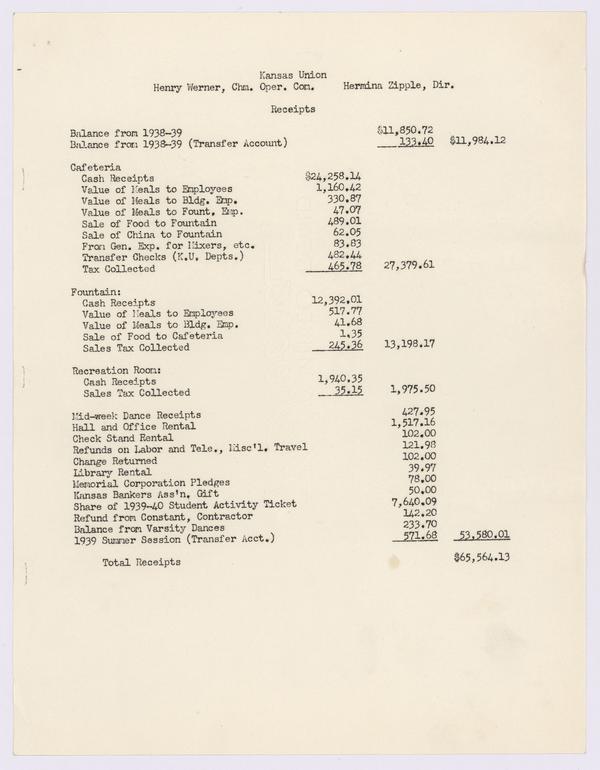 Kansas Union
Henry Werner, Chm. Oper. Com. Hermina Zipple, Dir.
Receipts
Balance from 1938-39 $11,850.72
Balance from 1938-39 (Transfer Account) 133.40 $11,984.12
Cafeteria
Cash Receipts $24,258.14
Value of Meals to Employees 1,160.42
Value of Meals to Bldg. Emp. 330.87
Value of Meals to Fount. Emp. 47.07
Sale of Food to Fountain 489.01
Sale of China to Fountain 62.05
From Gen. Exp. for Mixers, etc. 83.83
Transfer Checks (K.U. Depts.) 482.44
Tax Collected 465.78 27,379.61
Fountain:
Cash Receipts 12,392.01
Value of Meals to Employees 517.77
Value of Meals to Bldg. Emp. 41.68
Sale of Food to Cafeteria 1.35
Sales Tax Collected 245.36 13,198.17
Recreation Room:
Cash Receipts 1,940.35
Sales Tax Collected 35.15 1,975.50
Mid-week Dance Receipts 427.95
Hall and Office Rental 1,517.16
Check Stand Rental 102.00
Refunds on Labor and Tele., Misc'l. Travel 121.98
Change Returned 102.00
Library Rental 39.97
Memorial Corporation Pledges 78.00
Kansas Bankers Ass'n. Gift 50.00
Share of 1939-40 Student Activity Ticket 7,640.09
Refund from Constant, Contractor 142.20
Balance from Varsity Dances 233.70
1939 Summer Session (Transfer Acct.) 571.68 53,580.01
Total Receipts $65,564.13